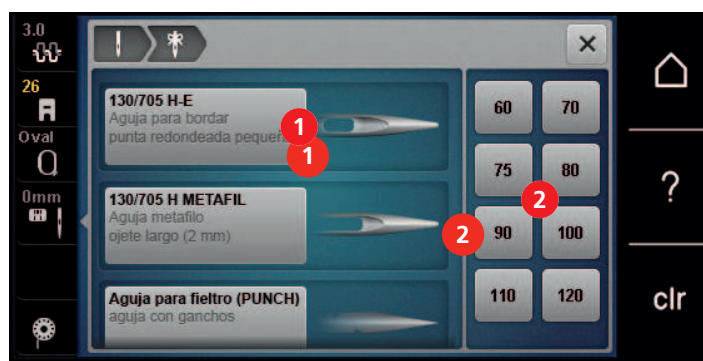 3.0
26
Oval
0mm
130/705 H-E
Aguja para bordar
punta redondeada pequeñ
1
1
130/705 H METAFIL
Aguja metafilo
ojete largo (2 mm)
Aguja para fieltro (PUNCH)
aguja con ganchos
60 70
75 80
2
2
90 100
110 120
?
clr